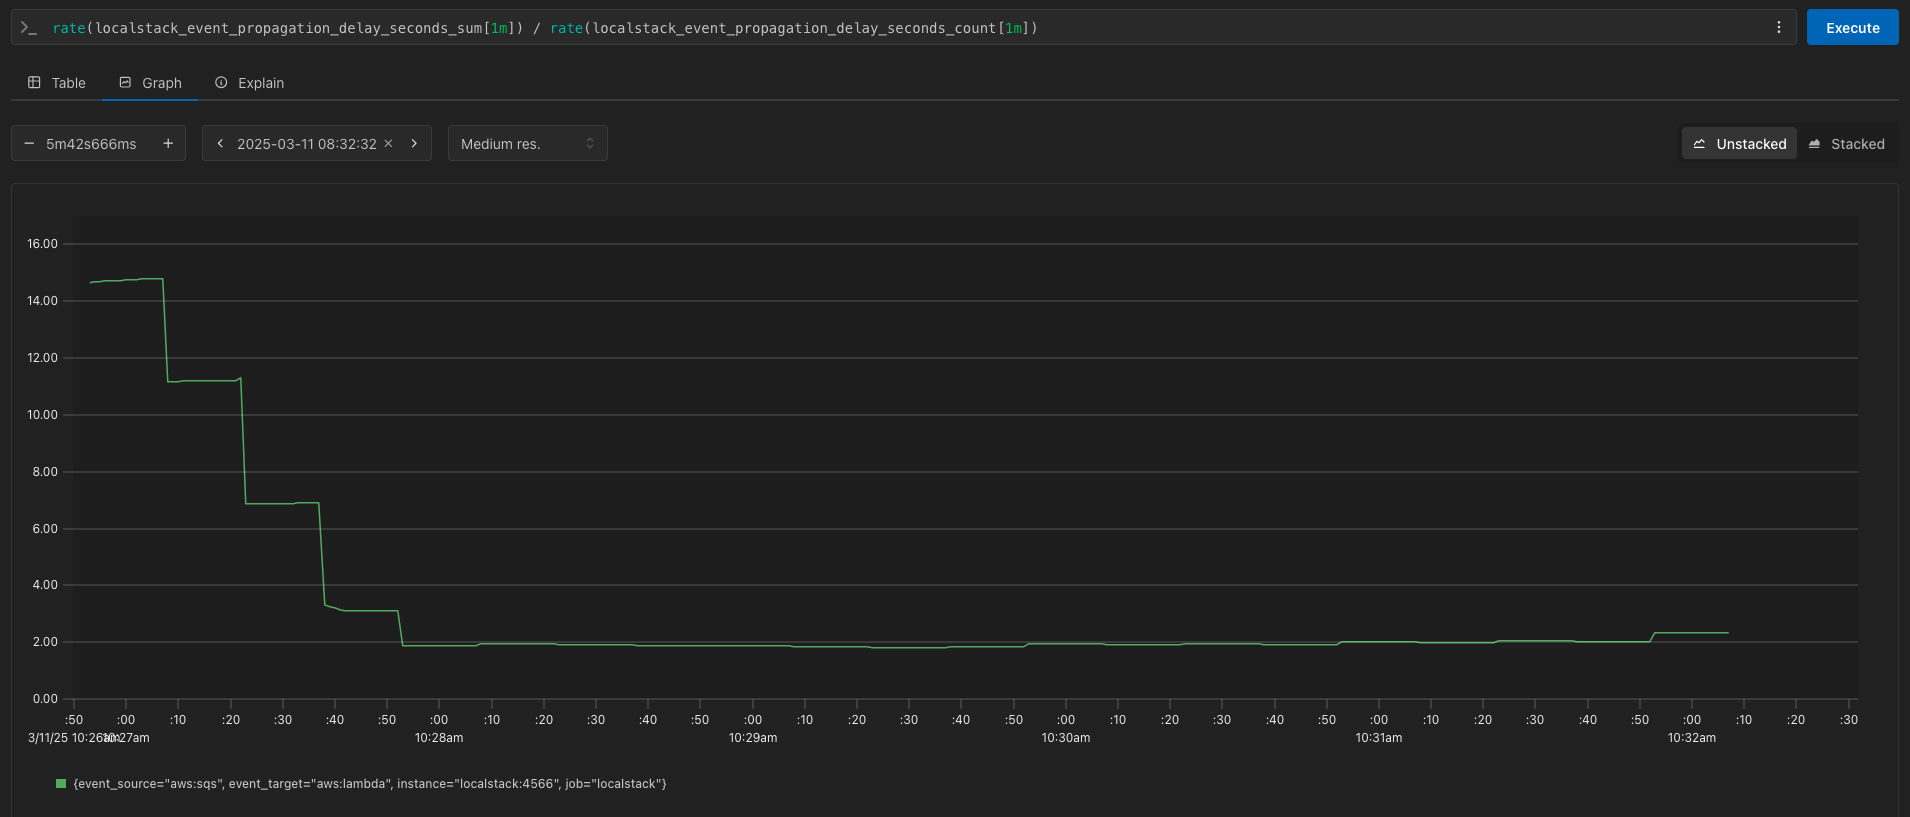 rate(localstack_event_propagation_delay_seconds_sum[1m]) / rate(localstack_event_propagation_delay_seconds_count[1m])
Execute
Table Graph Explain
5m42s666ms 2025-03-11 08:32:32 Medium res. Unstacked Stacked
16.00
14.00
12.00
10.00
8.00
6.00
4.00
2.00
0.00
:50 :00 :10 :20 :30 :40 :50 :00 :10 :20 :30 :40 :50 :00 :10 :20 :30 :40 :50 :00 :10 :20 :30 :40 :50 :00 :10 :20 :30 :40 :50 :00 :10 :20 :30
3/11/25 10:26am 10:27am 10:28am 10:29am 10:30am 10:31am 10:32am
{event_source="aws:sqs", event_target="aws:lambda", instance="localstack:4566", job="localstack"}